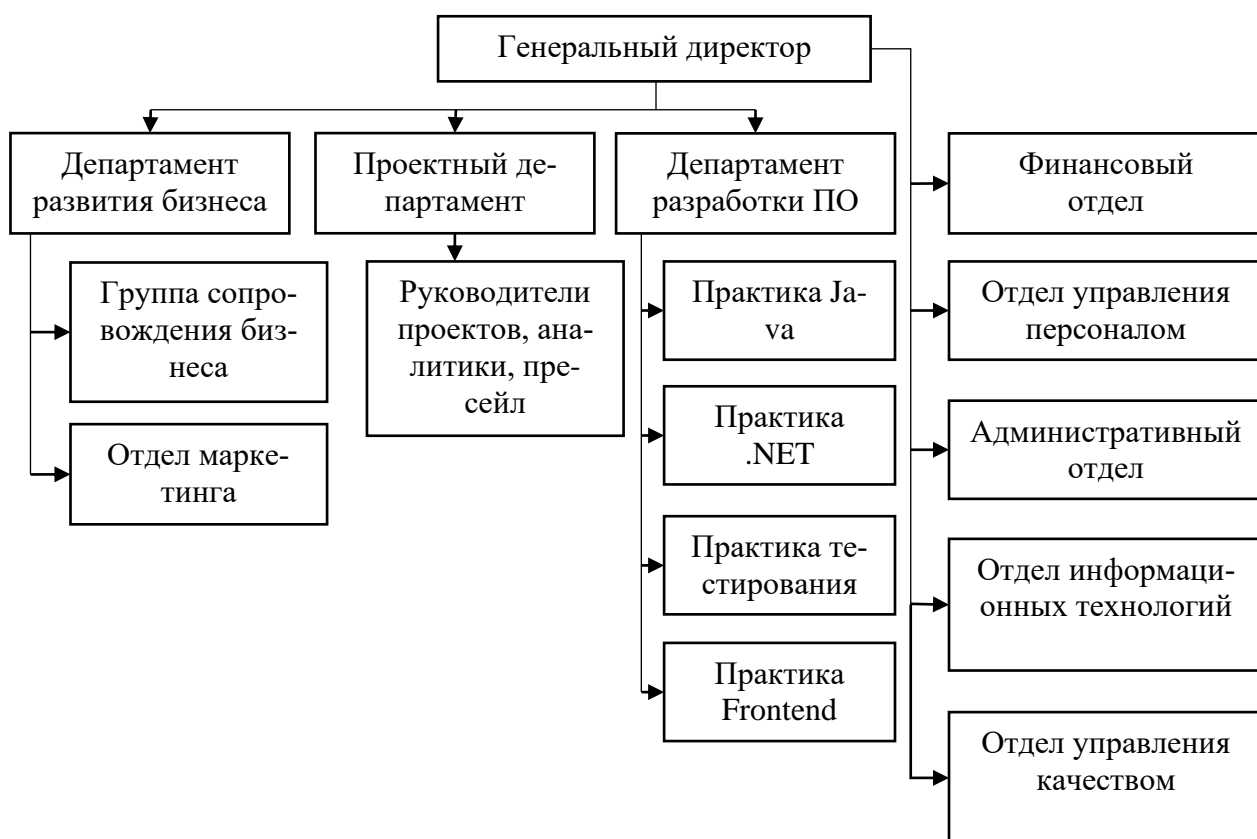 Генеральный директор
Департамент
развития бизнеса
Проектный де-
партамент
Департамент
разработки ПО
Финансовый
отдел
Группа сопро-
вождения биз-
неса
Отдел марке-
тинга
Руководители
проектов, ана-
литики, пре-
сейл
Практика Ja-
va
Практика
.NET
Практика те-
стирования
Практика
Frontend
Отдел управления
персоналом
Административный
отдел
Отдел информаци-
онных технологий
Отдел управления
качеством